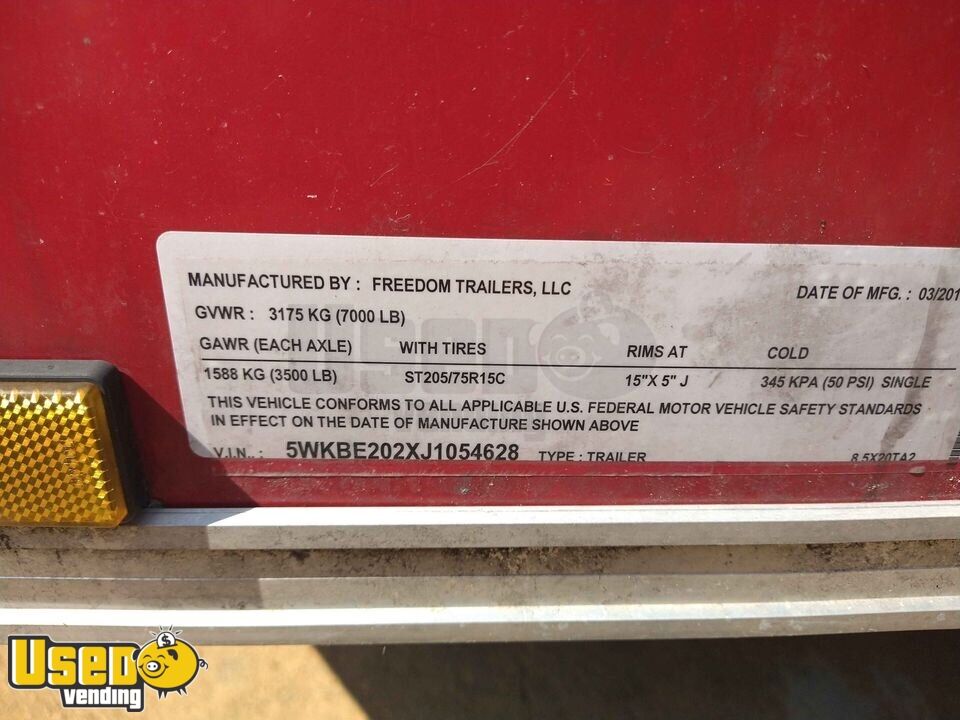 MANUFACTURED BY : FREEDOM TRAILERS, LLC DATE OF MFG. : 03/201
GVWR : 3175 KG (7000 LB)
GAWR (EACH AXLE) WITH TIRES RIMS AT COLD
1588 KG (3500 LB) ST205/75R15C 15"X 5" J 345 KPA (50 PSI) SINGLE
THIS VEHICLE CONFORMS TO ALL APPLICABLE U.S. FEDERAL MOTOR VEHICLE SAFETY STANDARDS
IN EFFECT ON THE DATE OF MANUFACTURE SHOWN ABOVE
V.I.N.. : 5WKBE202XJ1054628 TYPE : TRAILER 8.5X20TA2
USED
USED
vending